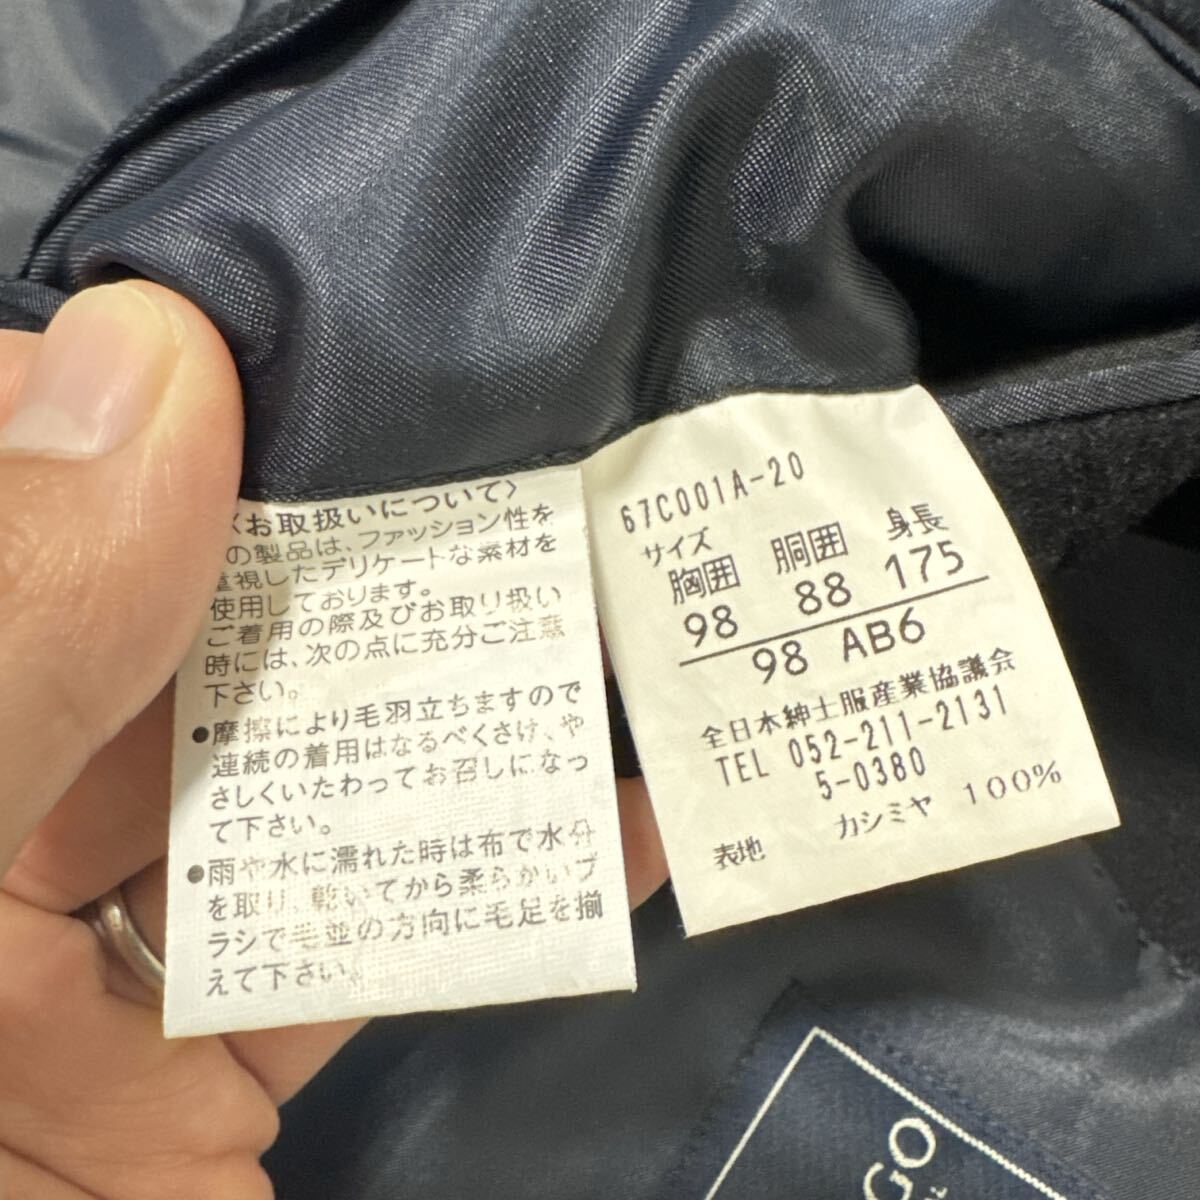 〈お取扱いについて〉
の製品は、ファッション性を
重視したデリケートな素材を
使用しております。
ご着用の際及びお取り扱い
時には、次の点に充分ご注意
下さい。
●摩擦により毛羽立ちますので
連続の着用はなるべくさけ、や
さしくいたわってお召しになっ
て下さい。
●雨や水に濡れた時は布で水分
を取り、乾いてから柔らかいブ
ラシで毛並の方向に毛足を揃
えて下さい。
67C001A-20
サイズ
胸囲 胴囲 身長
98 88 175
98 AB6
全日本紳士服産業協議会
TEL 052-211-2131
5-0380
表地 カシミヤ 100%
GO